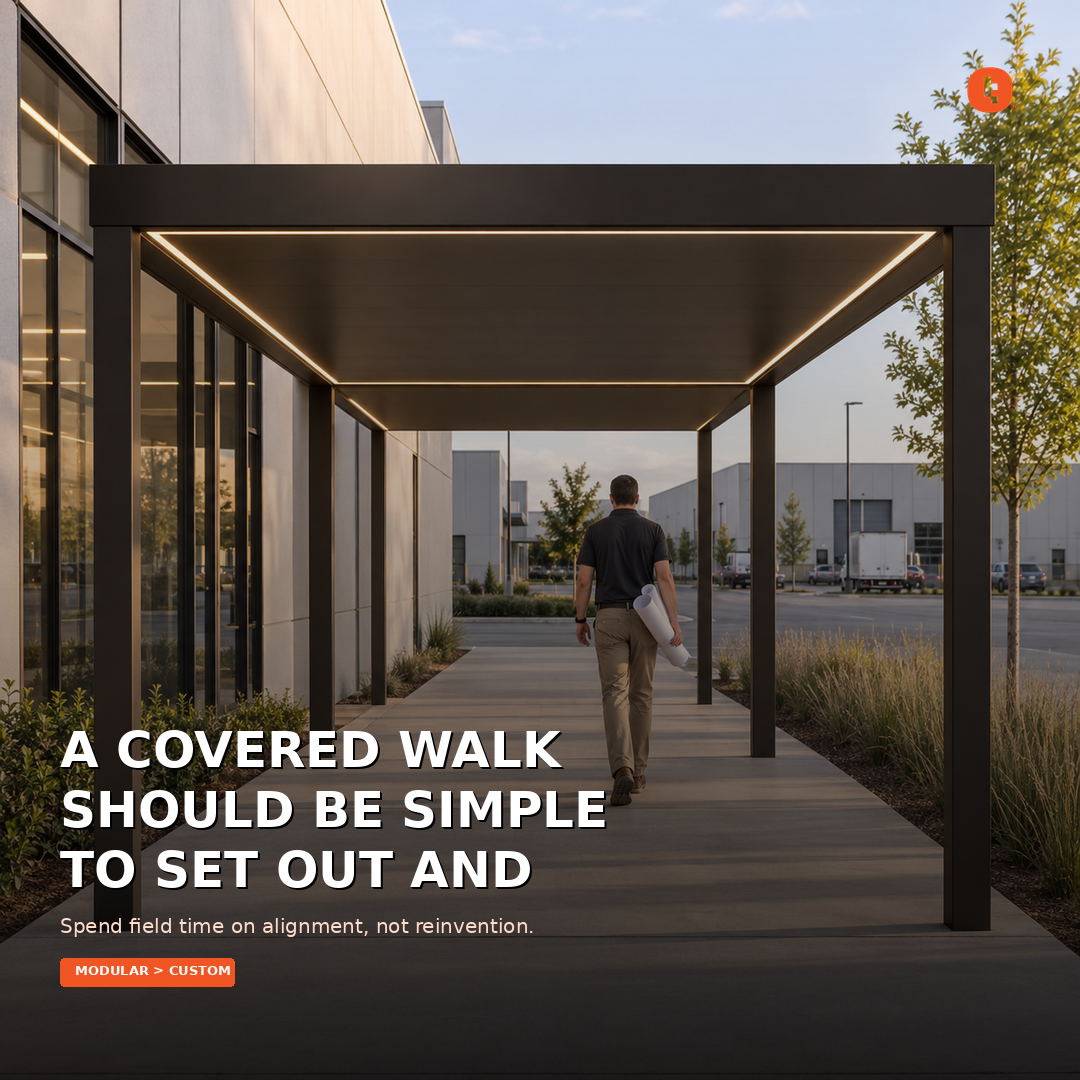 A COVERED WALK
SHOULD BE SIMPLE
TO SET OUT AND
Spend field time on alignment, not reinvention.
MODULAR > CUSTOM